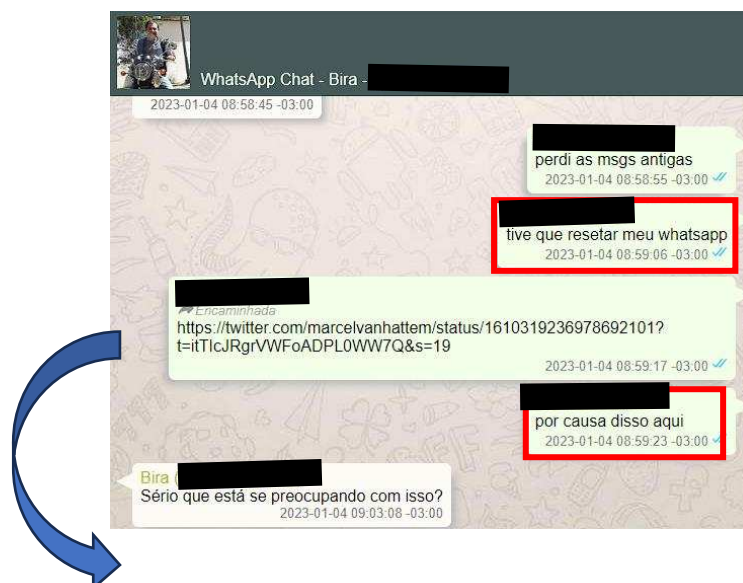 WhatsApp Chat - Bira -
2023-01-04 08:58:45 -03:00
perdi as msgs antigas
2023-01-04 08:58:55 -03:00
tive que resetar meu whatsapp
2023-01-04 08:59:06 -03:00
Encaminhada
https://twitter.com/marcelvanhattem/status/1610319236978692101?
t=itTlcJRgrVWFoADPL0WW7Q&s=19
2023-01-04 08:59:17 -03:00
por causa disso aqui
2023-01-04 08:59:23 -03:00
Bira (
Sério que está se preocupando com isso?
2023-01-04 09:03:08 -03:00